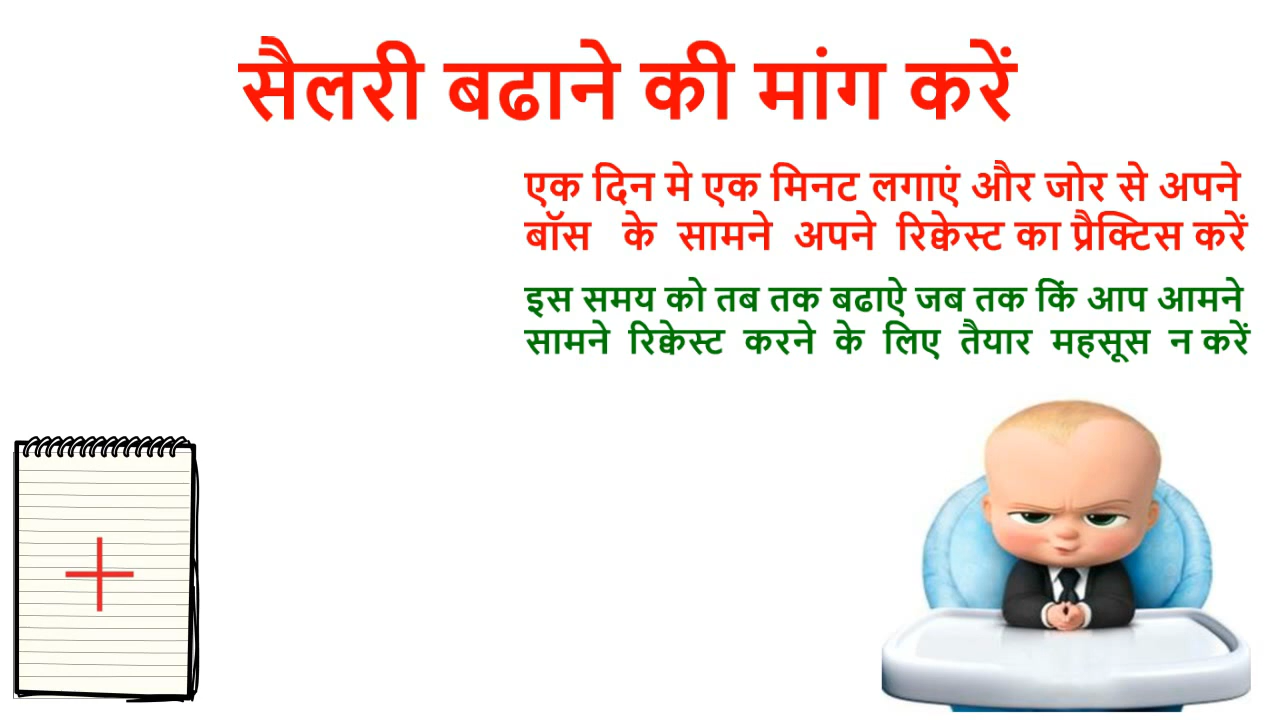 सैलरी बढाने की मांग करें
एक दिन मे एक मिनट लगाएं और जोर से अपने
बॉस के सामने अपने रिक्वेस्ट का प्रैक्टिस करें
इस समय को तब तक बढाऐ जब तक किं आप आमने
सामने रिक्वेस्ट करने के लिए तैयार महसूस न करें